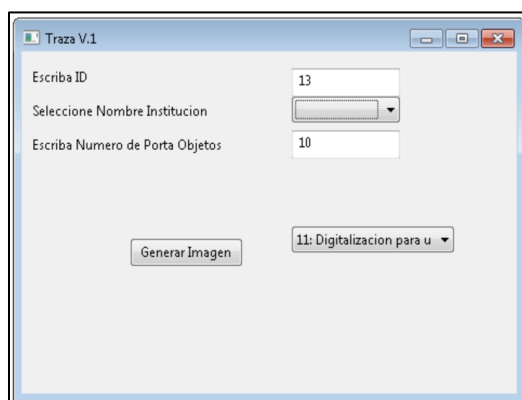 Traza V.1
Escriba ID
13
Seleccione Nombre Institucion
Escriba Numero de Porta Objetos
10
11: Digitalizacion para u
Generar Imagen